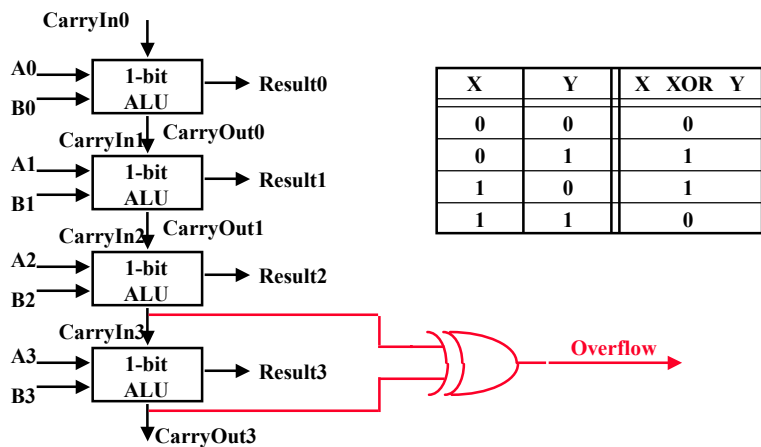 CarryIn0
A0
B0
1-bit
ALU
Result0
CarryIn1
CarryOut0
A1
B1
1-bit
ALU
Result1
CarryIn2
CarryOut1
A2
B2
1-bit
ALU
Result2
CarryIn3
A3
B3
1-bit
ALU
Result3
CarryOut3
Overflow
X Y X XOR Y
0 0 0
0 1 1
1 0 1
1 1 0